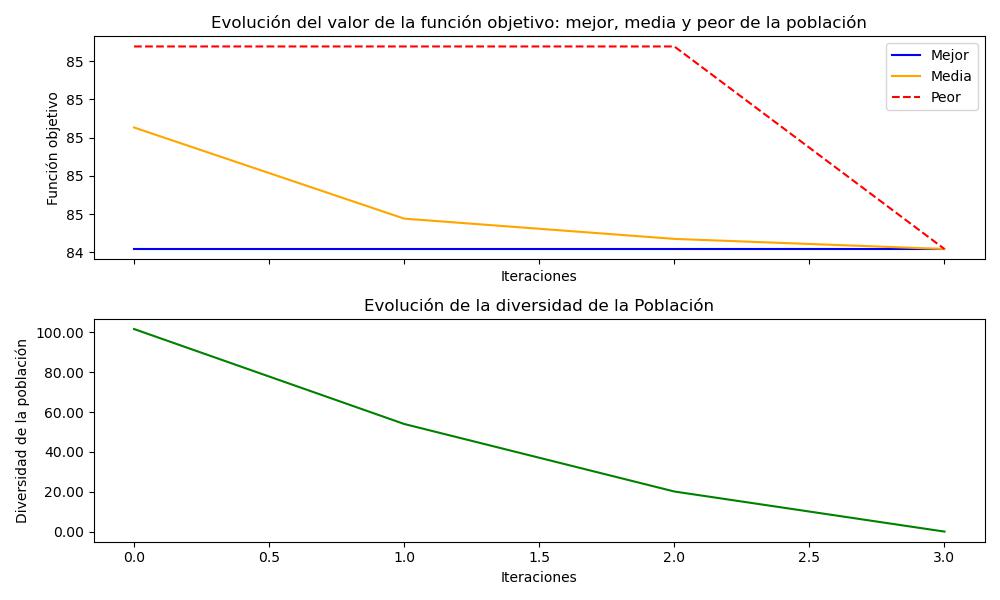 Evolución del valor de la función objetivo: mejor, media y peor de la población
Función objetivo
85
85
85
85
85
84
Mejor
Media
Peor
Iteraciones
Evolución de la diversidad de la Población
Diversidad de la población
100.00
80.00
60.00
40.00
20.00
0.00
0.0 0.5 1.0 1.5 2.0 2.5 3.0
Iteraciones